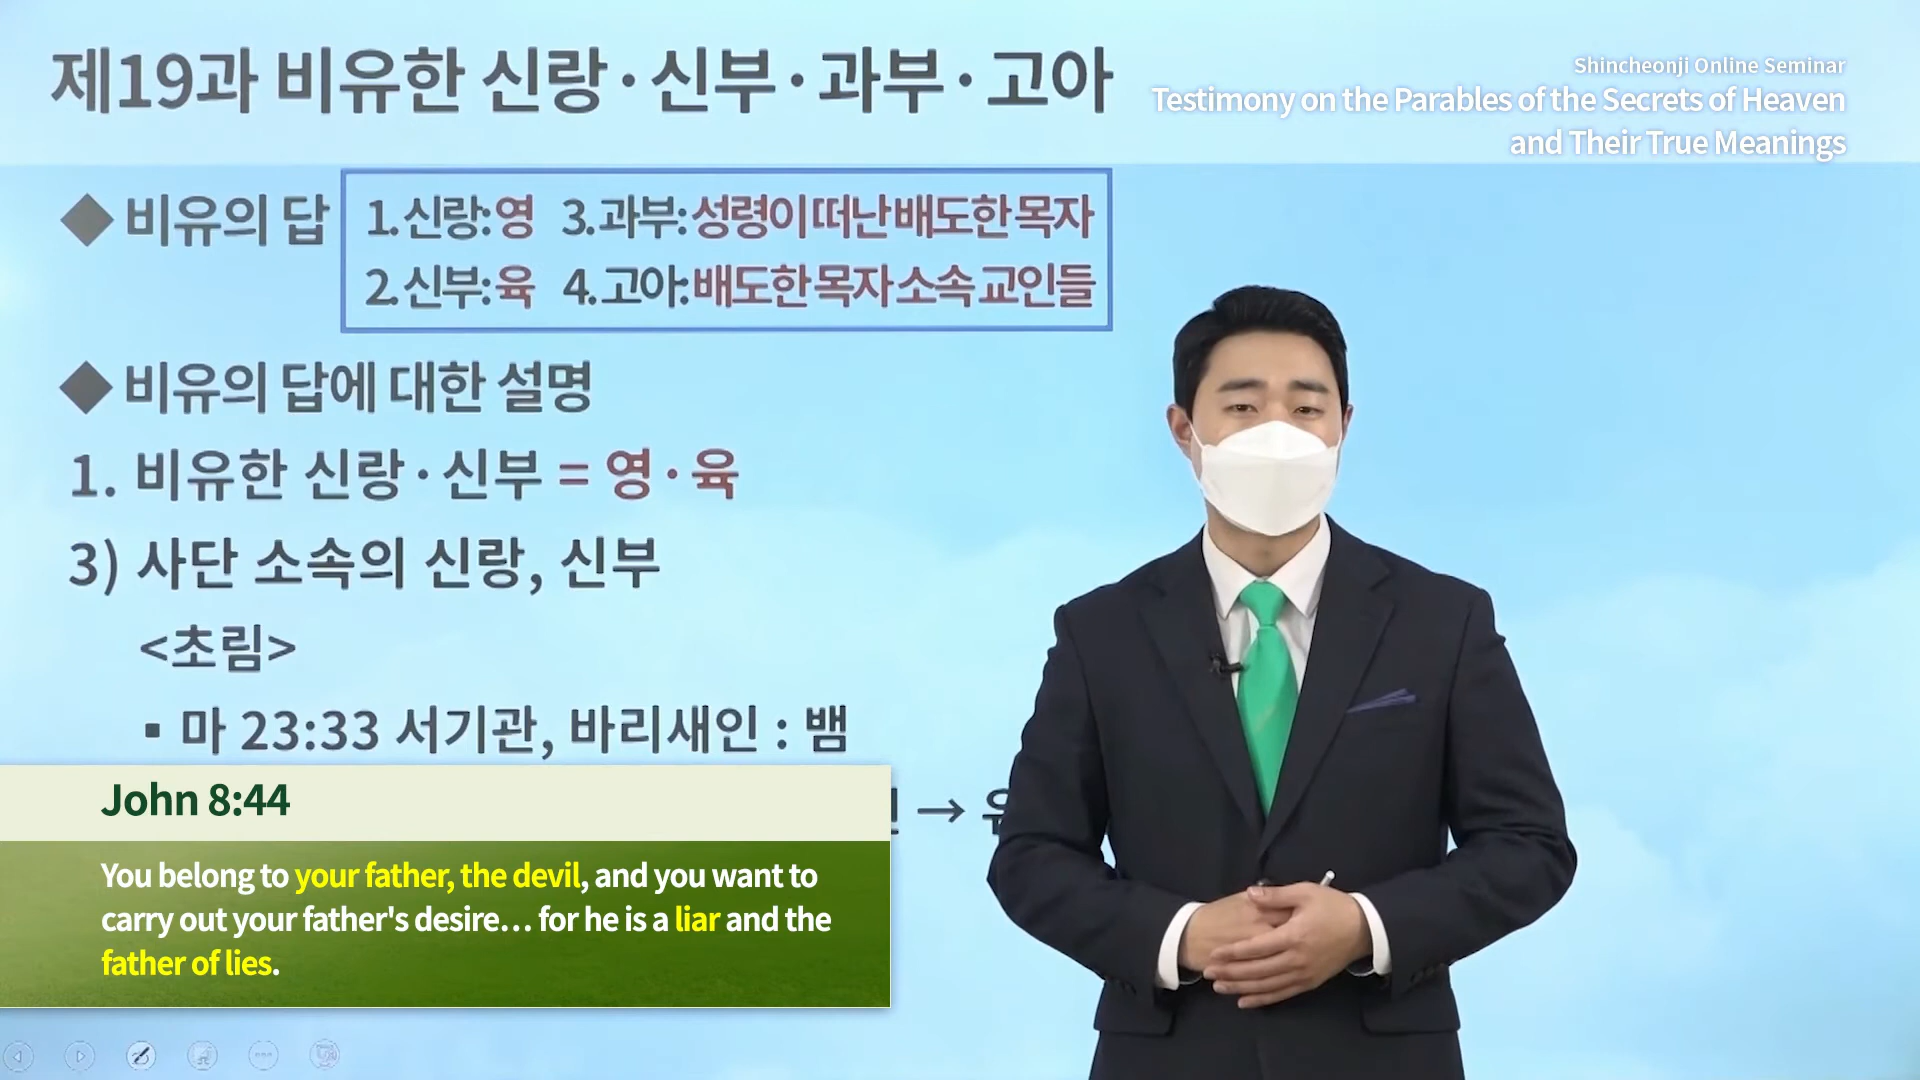 제19과 비유한 신랑·신부·과부·고아
Shincheonji Online Seminar
Testimony on the Parables of the Secrets of Heaven
and Their True Meanings
◆ 비유의 답
1. 신랑: 영 3. 과부: 성령이 떠난 배도한 목자
2. 신부: 육 4. 고아: 배도한 목자 소속 교인들
◆ 비유의 답에 대한 설명
1. 비유한 신랑·신부 = 영·육
3) 사단 소속의 신랑, 신부
<초림>
▪ 마 23:33 서기관, 바리새인 : 뱀
→
John 8:44
You belong to your father, the devil, and you want to
carry out your father's desire… for he is a liar and the
father of lies.